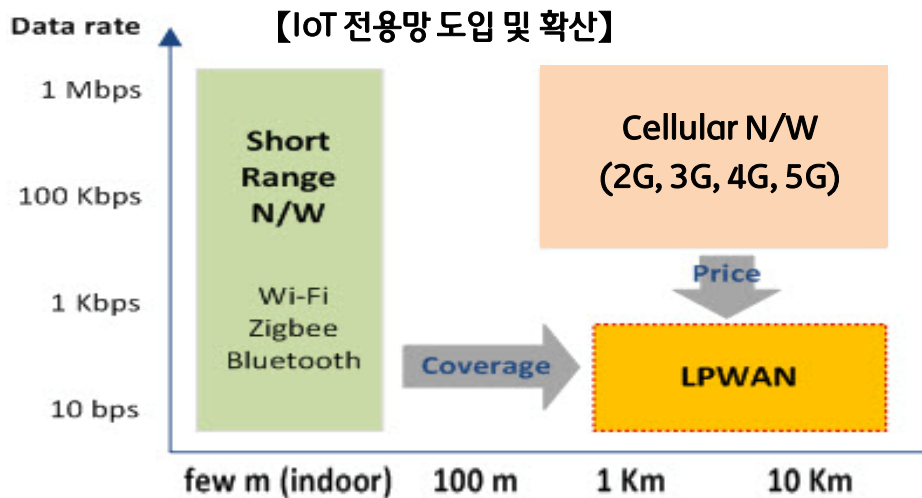 【IoT 전용망 도입 및 확산】
Data rate
1 Mbps
100 Kbps
1 Kbps
10 bps
Short
Range
N/W
Wi-Fi
Zigbee
Bluetooth
Cellular N/W
(2G, 3G, 4G, 5G)
Price
Coverage
LPWAN
few m (indoor)
100 m
1 Km
10 Km